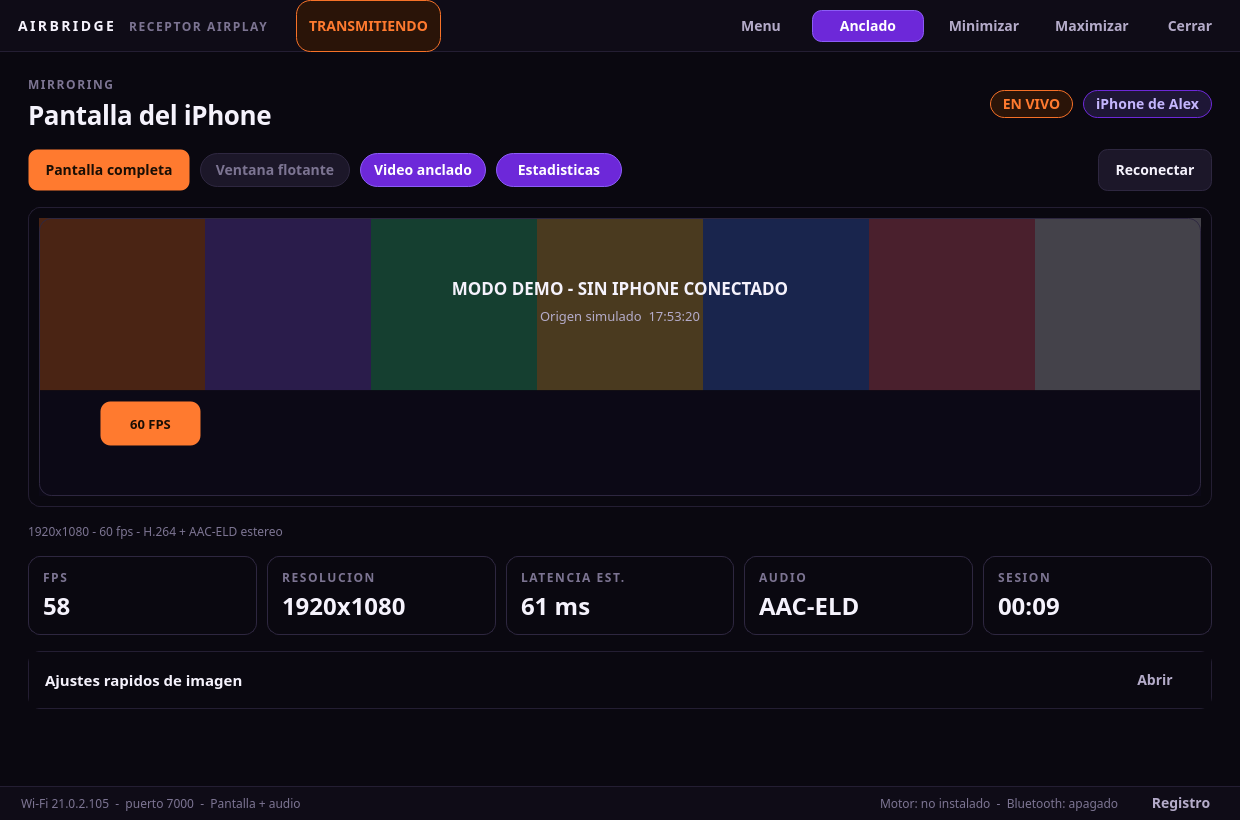 AIRBRIDGE RECEPTOR AIRPLAY TRANSMITIENDO Menu Anclado Minimizar Maximizar Cerrar
MIRRORING
Pantalla del iPhone
EN VIVO iPhone de Alex
Pantalla completa Ventana flotante Video anclado Estadisticas Reconectar
MODO DEMO - SIN IPHONE CONECTADO
Origen simulado 17:53:20
60 FPS
1920x1080 - 60 fps - H.264 + AAC-ELD estereo
FPS RESOLUCION LATENCIA EST. AUDIO SESION
58 1920x1080 61 ms AAC-ELD 00:09
Ajustes rapidos de imagen Abrir
Wi-Fi 21.0.2.105 - puerto 7000 - Pantalla + audio Motor: no instalado - Bluetooth: apagado Registro